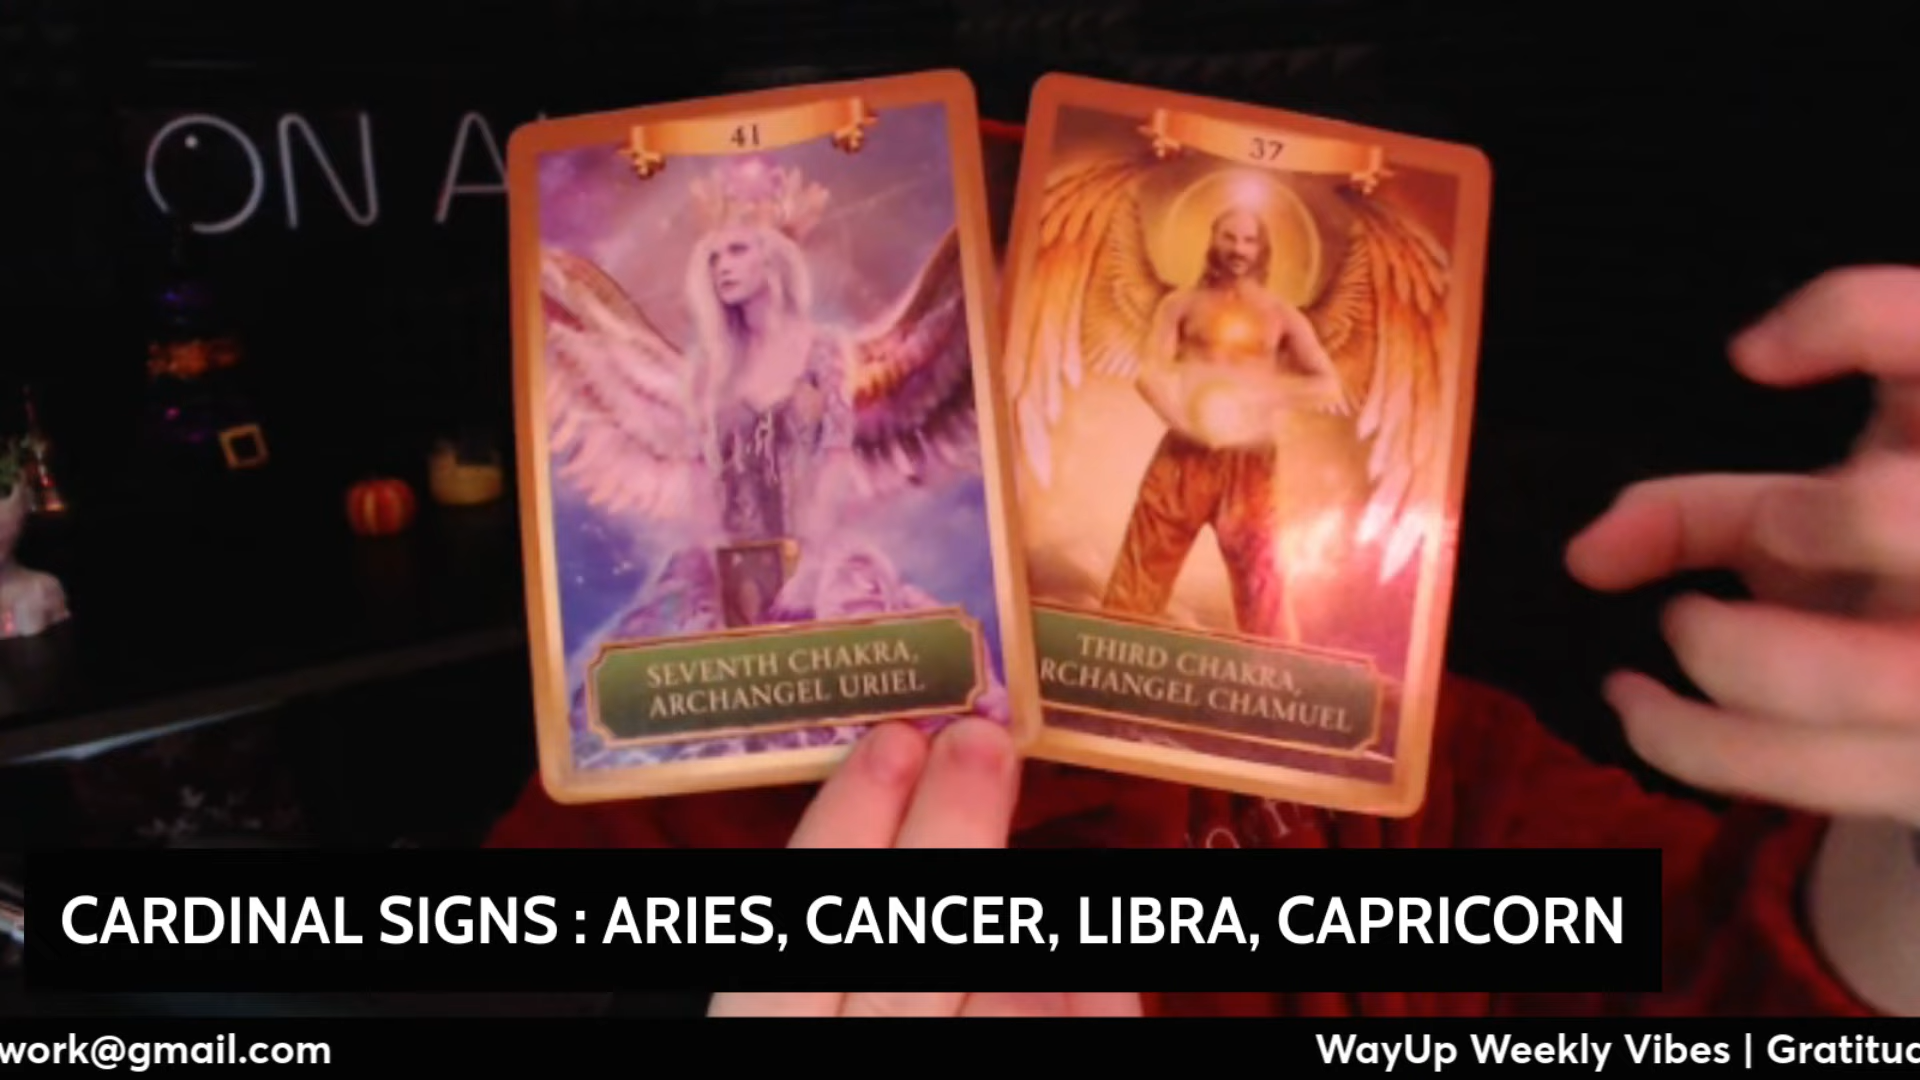 ON A
41
37
SEVENTH CHAKRA,
ARCHANGEL URIEL
THIRD CHAKRA,
RCHANGEL CHAMUEL
CARDINAL SIGNS : ARIES, CANCER, LIBRA, CAPRICORN
work@gmail.com
WayUp Weekly Vibes | Gratitud